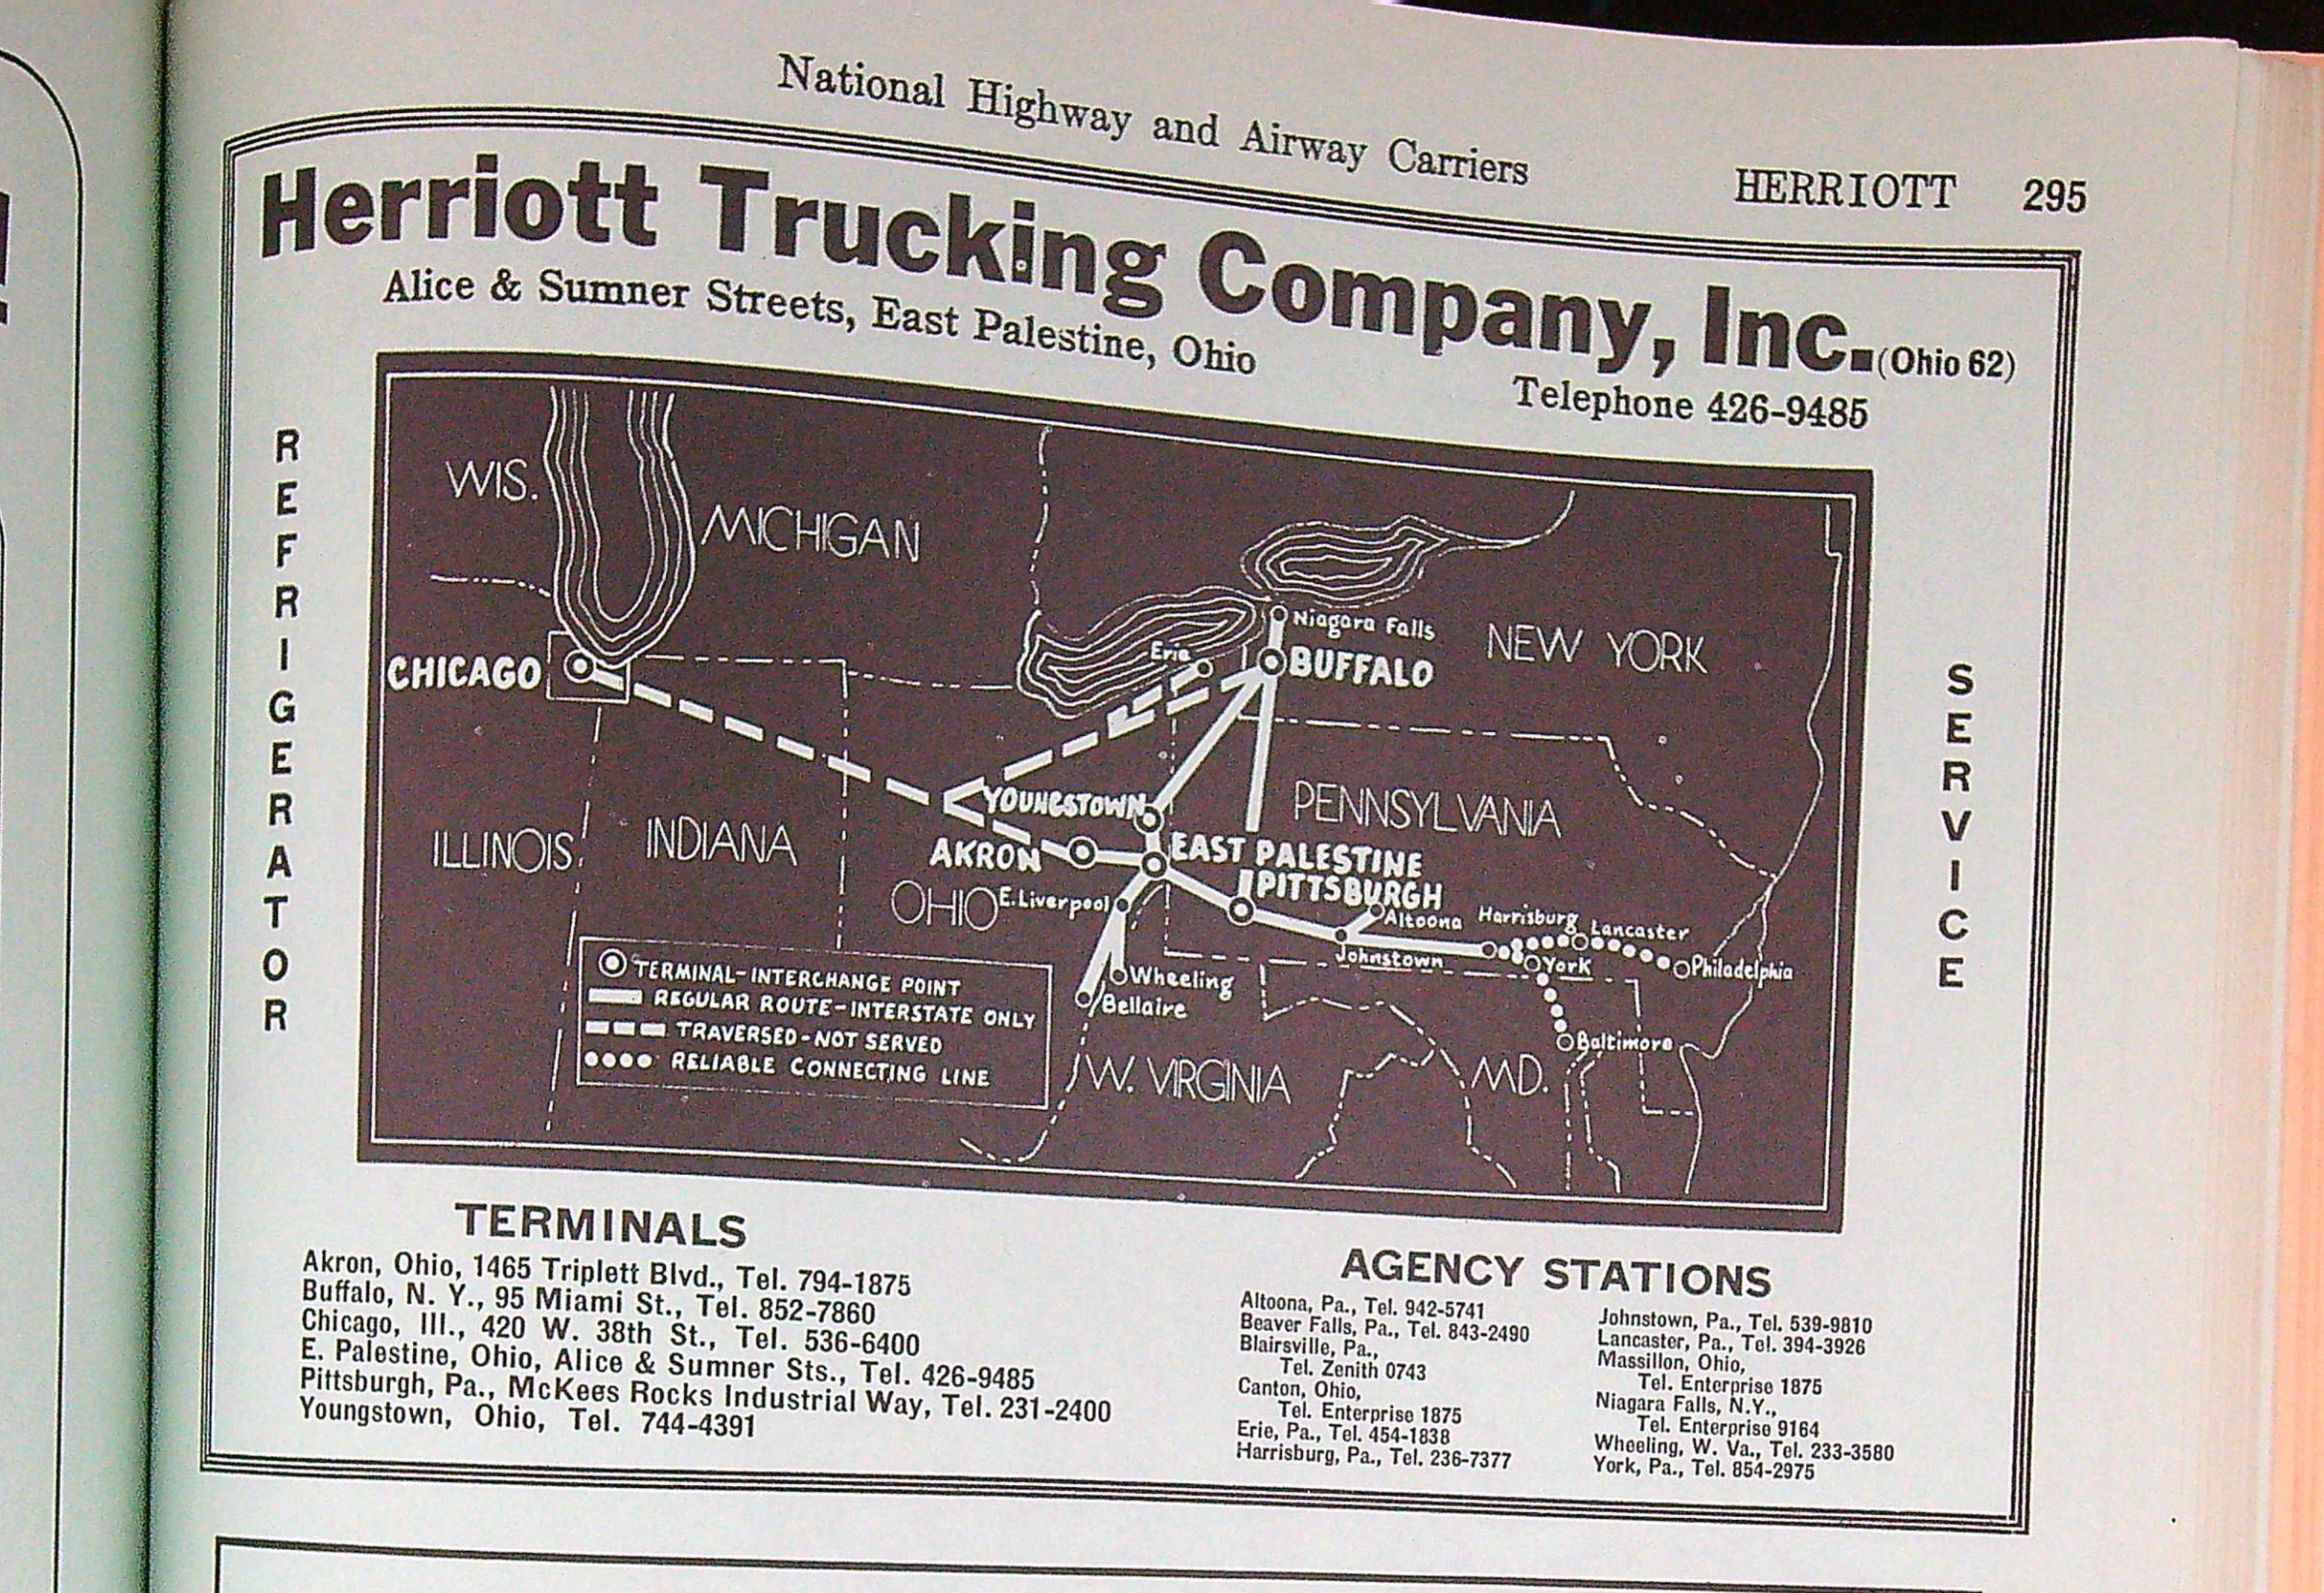 National Highway and Airway Carriers
HERRIOTT 295
Herriott Trucking Company, Inc. (Ohio 62)
Alice & Sumner Streets, East Palestine, Ohio
Telephone 426-9485
REFRIGERATOR
SERVICE
WIS.
MICHIGAN
Niagara Falls
NEW YORK
Erie
BUFFALO
CHICAGO
YOUNGSTOWN
PENNSYLVANIA
ILLINOIS
INDIANA
AKRON
EAST PALESTINE
PITTSBURGH
OHIO
E. Liverpool
Altoona
Harrisburg
Lancaster
Johnstown
York
Philadelphia
Wheeling
Bellaire
Baltimore
W. VIRGINIA
MD.
TERMINAL-INTERCHANGE POINT
REGULAR ROUTE-INTERSTATE ONLY
TRAVERSED-NOT SERVED
RELIABLE CONNECTING LINE
TERMINALS
Akron, Ohio, 1465 Triplett Blvd., Tel. 794-1875
Buffalo, N. Y., 95 Miami St., Tel. 852-7860
Chicago, Ill., 420 W. 38th St., Tel. 536-6400
E. Palestine, Ohio, Alice & Sumner Sts., Tel. 426-9485
Pittsburgh, Pa., McKees Rocks Industrial Way, Tel. 231-2400
Youngstown, Ohio, Tel. 744-4391
AGENCY STATIONS
Altoona, Pa., Tel. 942-5741
Beaver Falls, Pa., Tel. 843-2490
Blairsville, Pa.,
Tel. Zenith 0743
Canton, Ohio,
Tel. Enterprise 1875
Erie, Pa., Tel. 454-1838
Harrisburg, Pa., Tel. 236-7377
Johnstown, Pa., Tel. 539-9810
Lancaster, Pa., Tel. 394-3926
Massillon, Ohio,
Tel. Enterprise 1875
Niagara Falls, N.Y.,
Tel. Enterprise 9164
Wheeling, W. Va., Tel. 233-3580
York, Pa., Tel. 854-2975